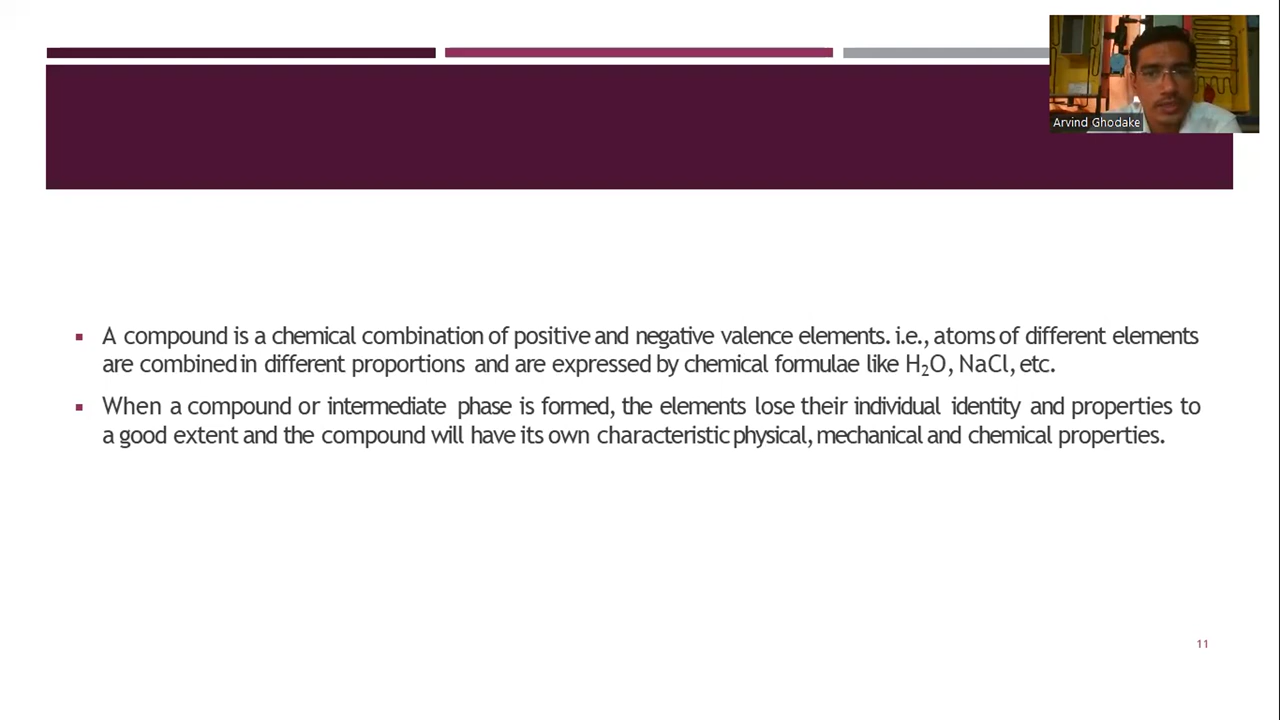 Arvind Ghodake
A compound is a chemical combination of positive and negative valence elements. i.e., atoms of different elements
are combined in different proportions and are expressed by chemical formulae like H₂O, NaCl, etc.
When a compound or intermediate phase is formed, the elements lose their individual identity and properties to
a good extent and the compound will have its own characteristic physical, mechanical and chemical properties.
11